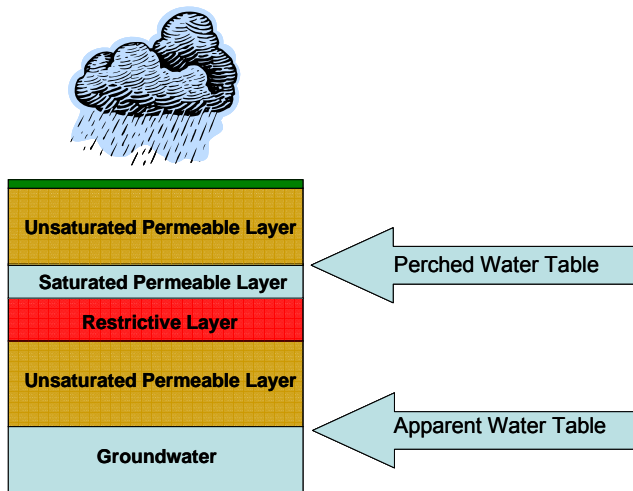 Unsaturated Permeable Layer
Perched Water Table
Saturated Permeable Layer
Restrictive Layer
Unsaturated Permeable Layer
Apparent Water Table
Groundwater